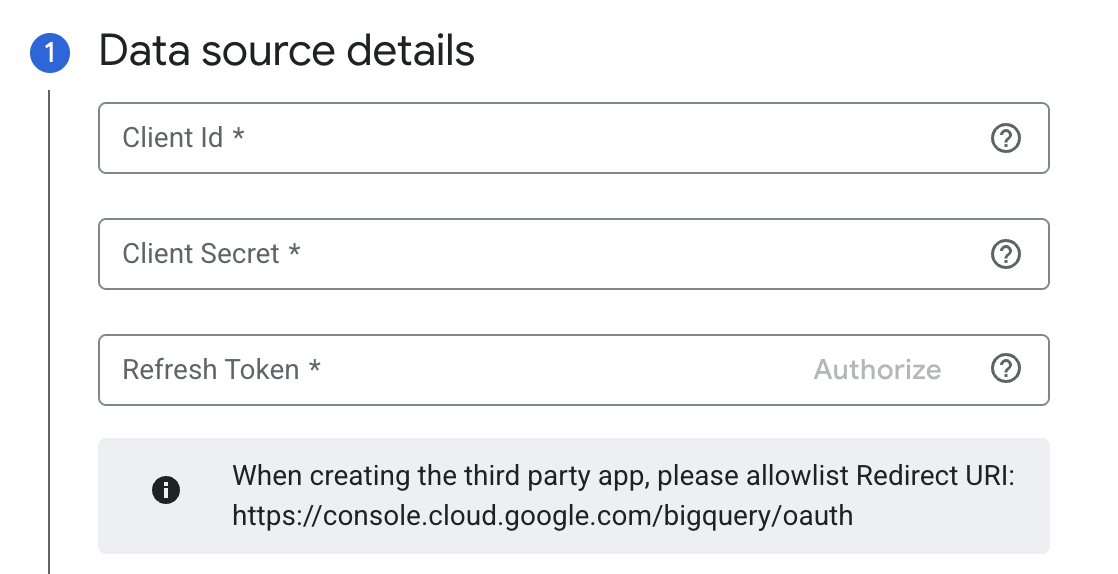 1 Data source details
Client Id *
Client Secret *
Refresh Token * Authorize
When creating the third party app, please allowlist Redirect URI:
https://console.cloud.google.com/bigquery/oauth